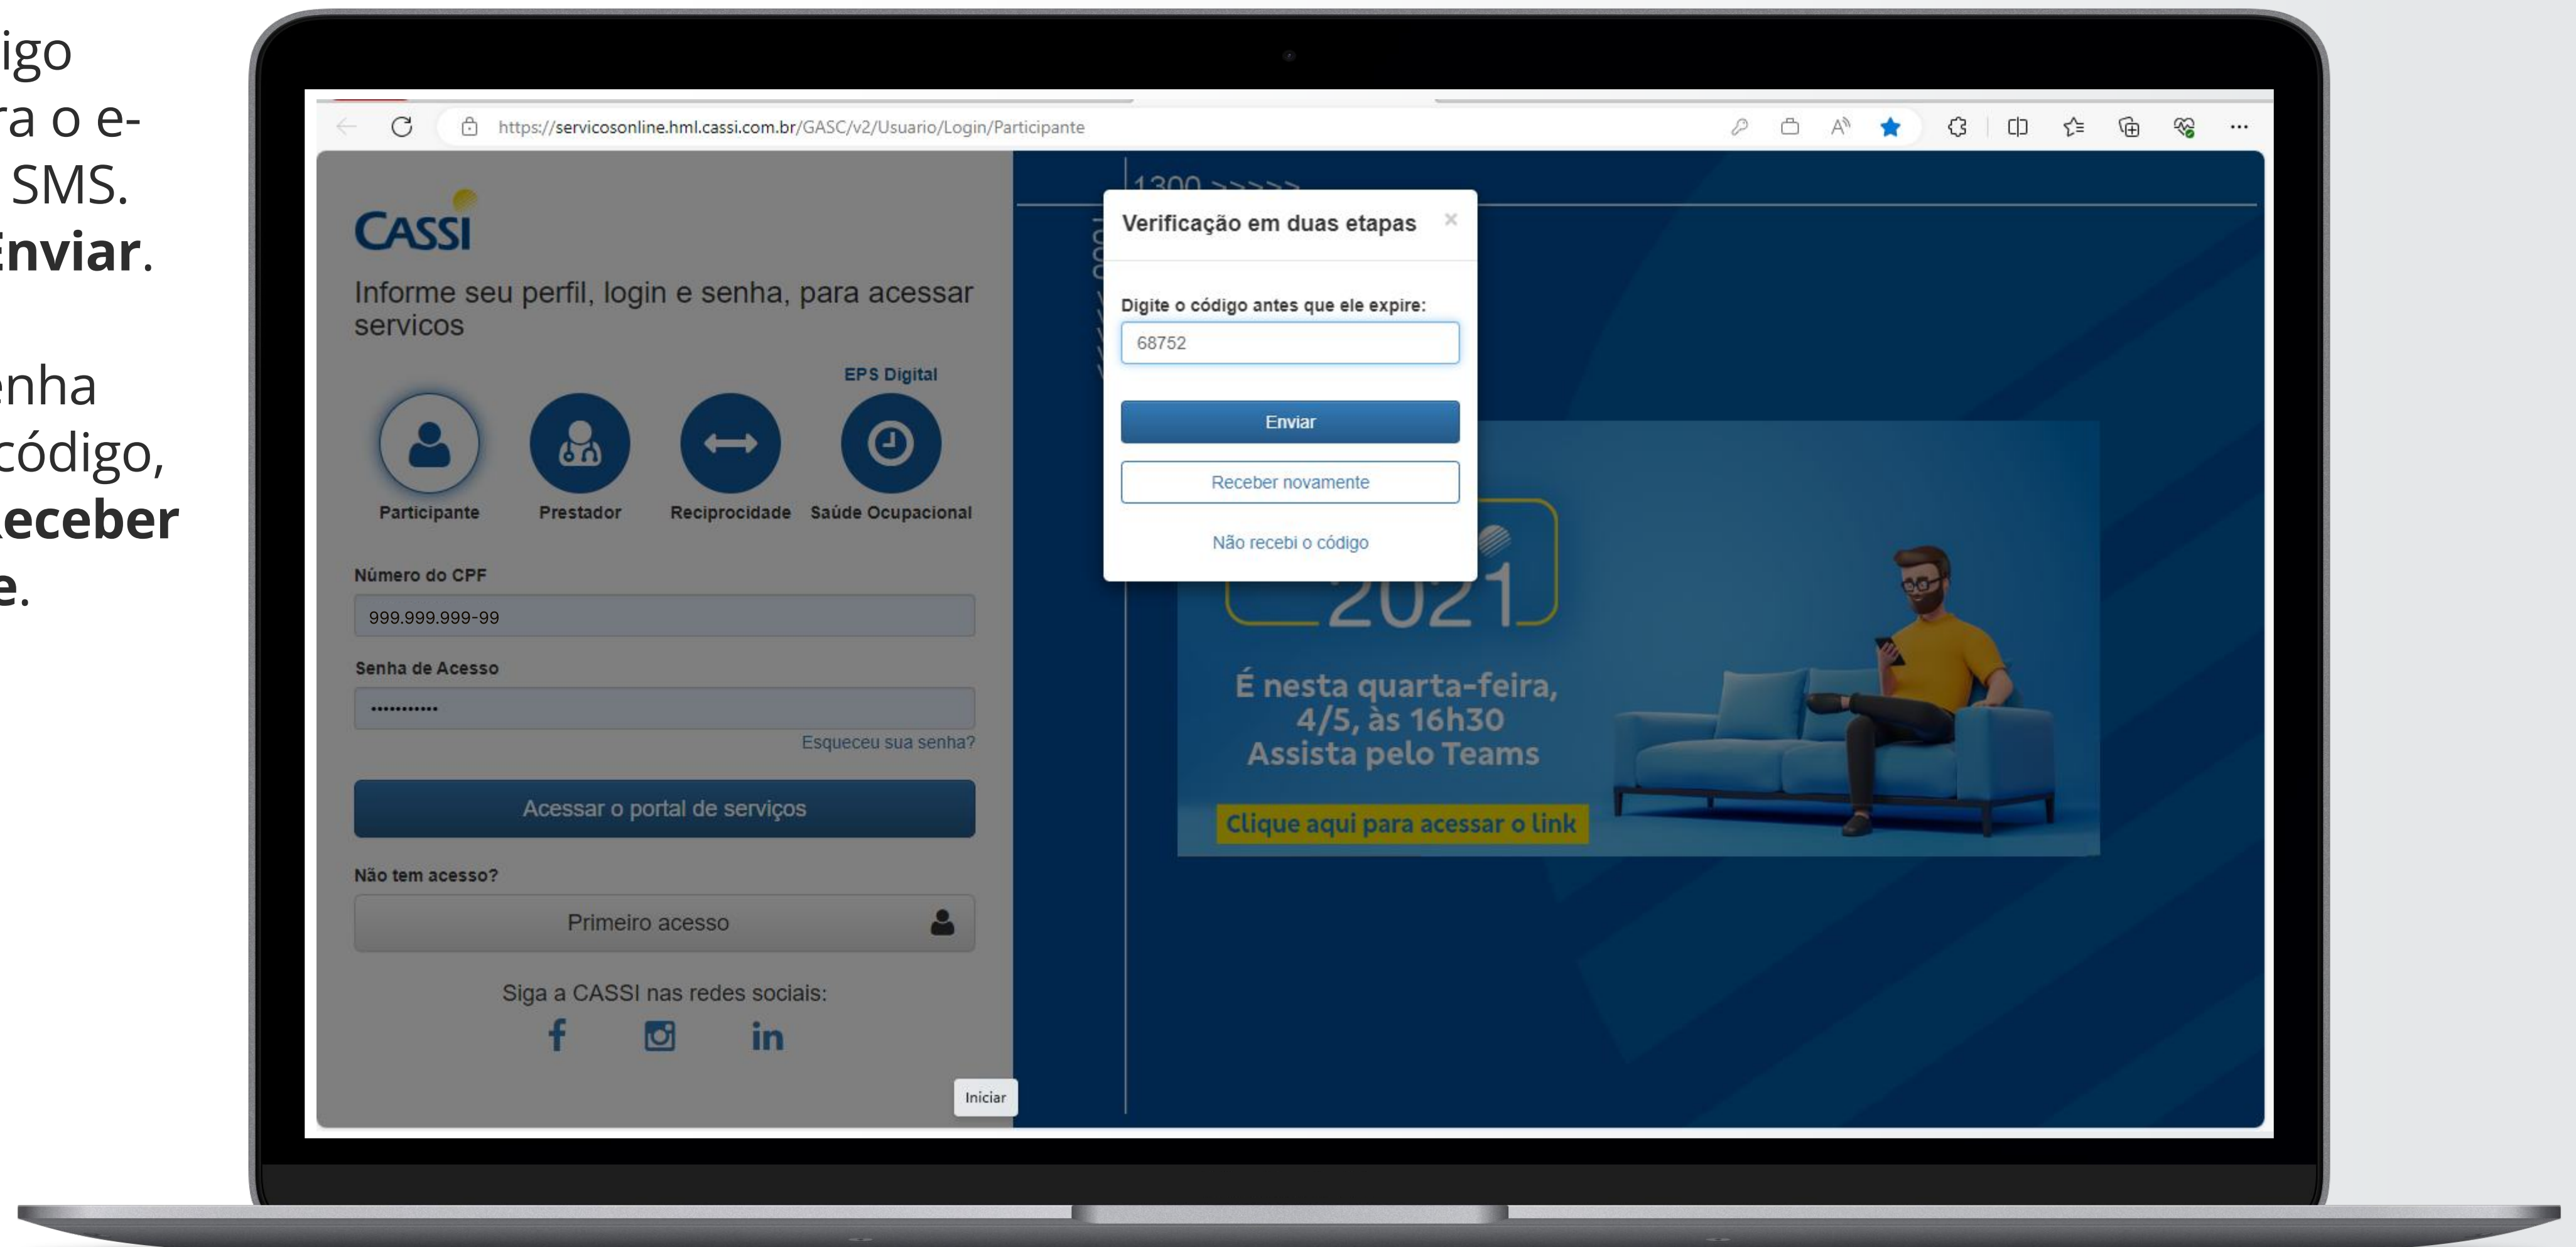 igo
ra o e-
SMS.
Enviar.
enha
código,
eceber
e.
https://servicosonline.hml.cassi.com.br/GASC/v2/Usuario/Login/Participante
CASSI
Informe seu perfil, login e senha, para acessar
servicos
EPS Digital
Participante
Prestador
Reciprocidade
Saúde Ocupacional
Número do CPF
999.999.999-99
Senha de Acesso
•••••••••••
Esqueceu sua senha?
Acessar o portal de serviços
Não tem acesso?
Primeiro acesso
Siga a CASSI nas redes sociais:
f
in
Iniciar
1300 >>>>>
Verificação em duas etapas ×
Digite o código antes que ele expire:
68752
Enviar
Receber novamente
Não recebi o código
2021
É nesta quarta-feira,
4/5, às 16h30
Assista pelo Teams
Clique aqui para acessar o link